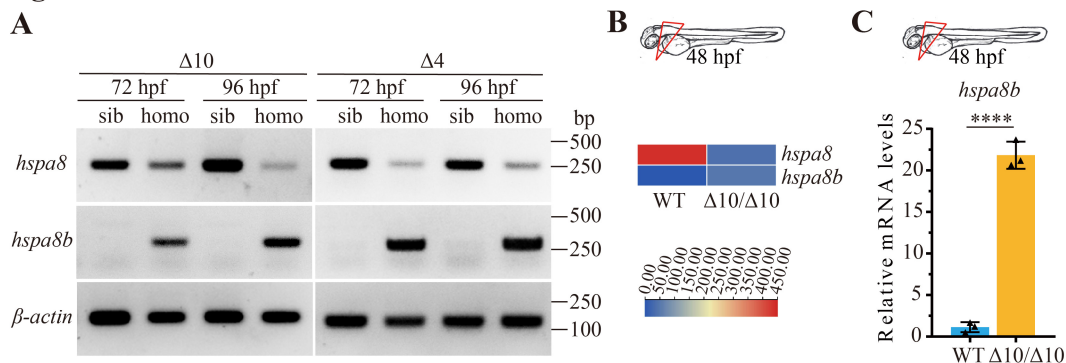 A
Δ10
Δ4
72 hpf 96 hpf 72 hpf 96 hpf
sib homo sib homo sib homo sib homo bp
hspa8
500
250
hspa8b
500
250
β-actin
250
100
B
48 hpf
hspa8
hspa8b
WT Δ10/Δ10
0.00 50.00 100.00 150.00 200.00 250.00 300.00 350.00 400.00 450.00
C
48 hpf
hspa8b
****
Relative mRNA levels
25
20
15
10
5
0
WT Δ10/Δ10